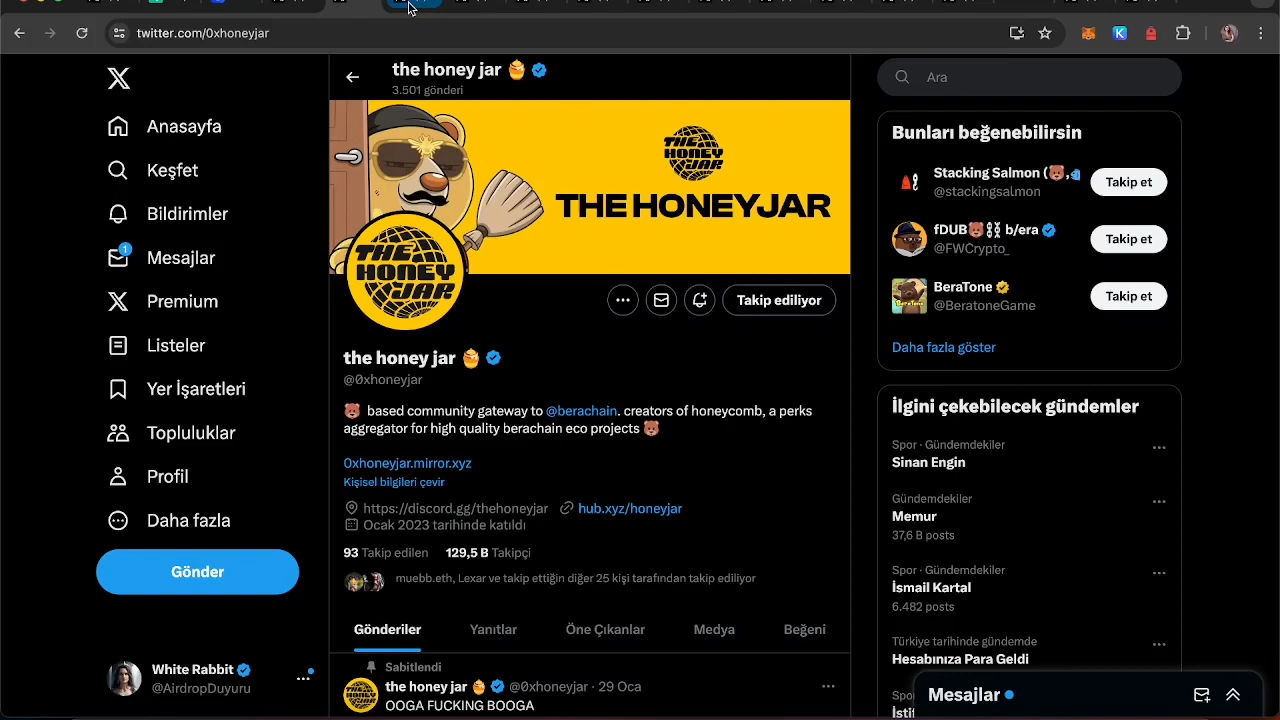 twitter.com/0xhoneyjar
K
X
Anasayfa
Keşfet
Bildirimler
1
Mesajlar
X
Premium
Listeler
Yer İşaretleri
Topluluklar
Profil
Daha fazla
Gönder
White Rabbit
@AirdropDuyuru
the honey jar
3.501 gönderi
THE
HONEY
JAR
THE HONEY JAR
THE
HONEY
JAR
Takip ediliyor
the honey jar
@0xhoneyjar
🐻 based community gateway to @berachain. creators of honeycomb, a perks
aggregator for high quality berachain eco projects 🐻
0xhoneyjar.mirror.xyz
Kişisel bilgileri çevir
https://discord.gg/thehoneyjar hub.xyz/honeyjar
Ocak 2023 tarihinde katıldı
93 Takip edilen 129,5 B Takipçi
muebb.eth, Lexar ve takip ettiğin diğer 25 kişi tarafından takip ediliyor
Gönderiler Yanıtlar Öne Çıkanlar Medya Beğeni
Sabitlendi
the honey jar @0xhoneyjar · 29 Oca
OOGA FUCKING BOOGA
Ara
Bunları beğenebilirsin
Stacking Salmon (🐻,
@stackingsalmon
Takip et
fDUB🐻⛓ b/era
@FWCrypto_
Takip et
BeraTone
@BeratoneGame
Takip et
Daha fazla göster
İlgini çekebilecek gündemler
Spor · Gündemdekiler
Sinan Engin
Gündemdekiler
Memur
37,6 B posts
Spor · Gündemdekiler
İsmail Kartal
6.482 posts
Türkiye tarihinde gündemde
Hesabınıza Para Geldi
Mesajlar